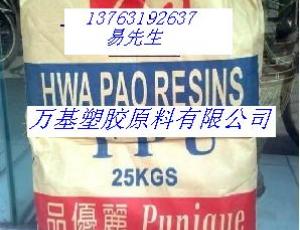 13763192637
易先生
HWA PAO RESINS
万基塑胶原料有限公司
TPU
25KGS
品優麗 Punique